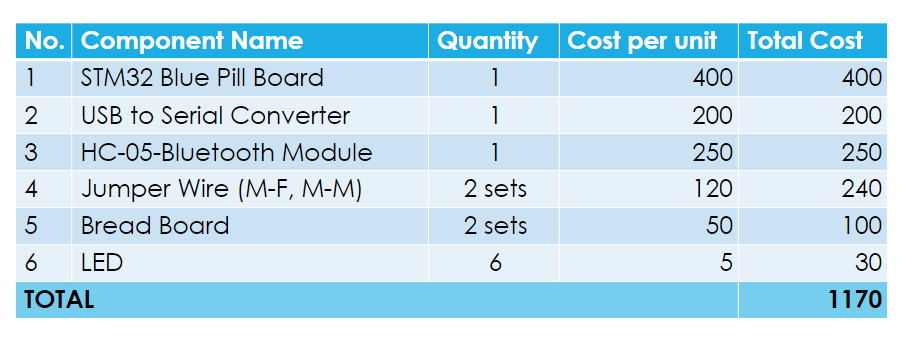 No. Component Name Quantity Cost per unit Total Cost
1 STM32 Blue Pill Board 1 400 400
2 USB to Serial Converter 1 200 200
3 HC-05-Bluetooth Module 1 250 250
4 Jumper Wire (M-F, M-M) 2 sets 120 240
5 Bread Board 2 sets 50 100
6 LED 6 5 30
TOTAL 1170